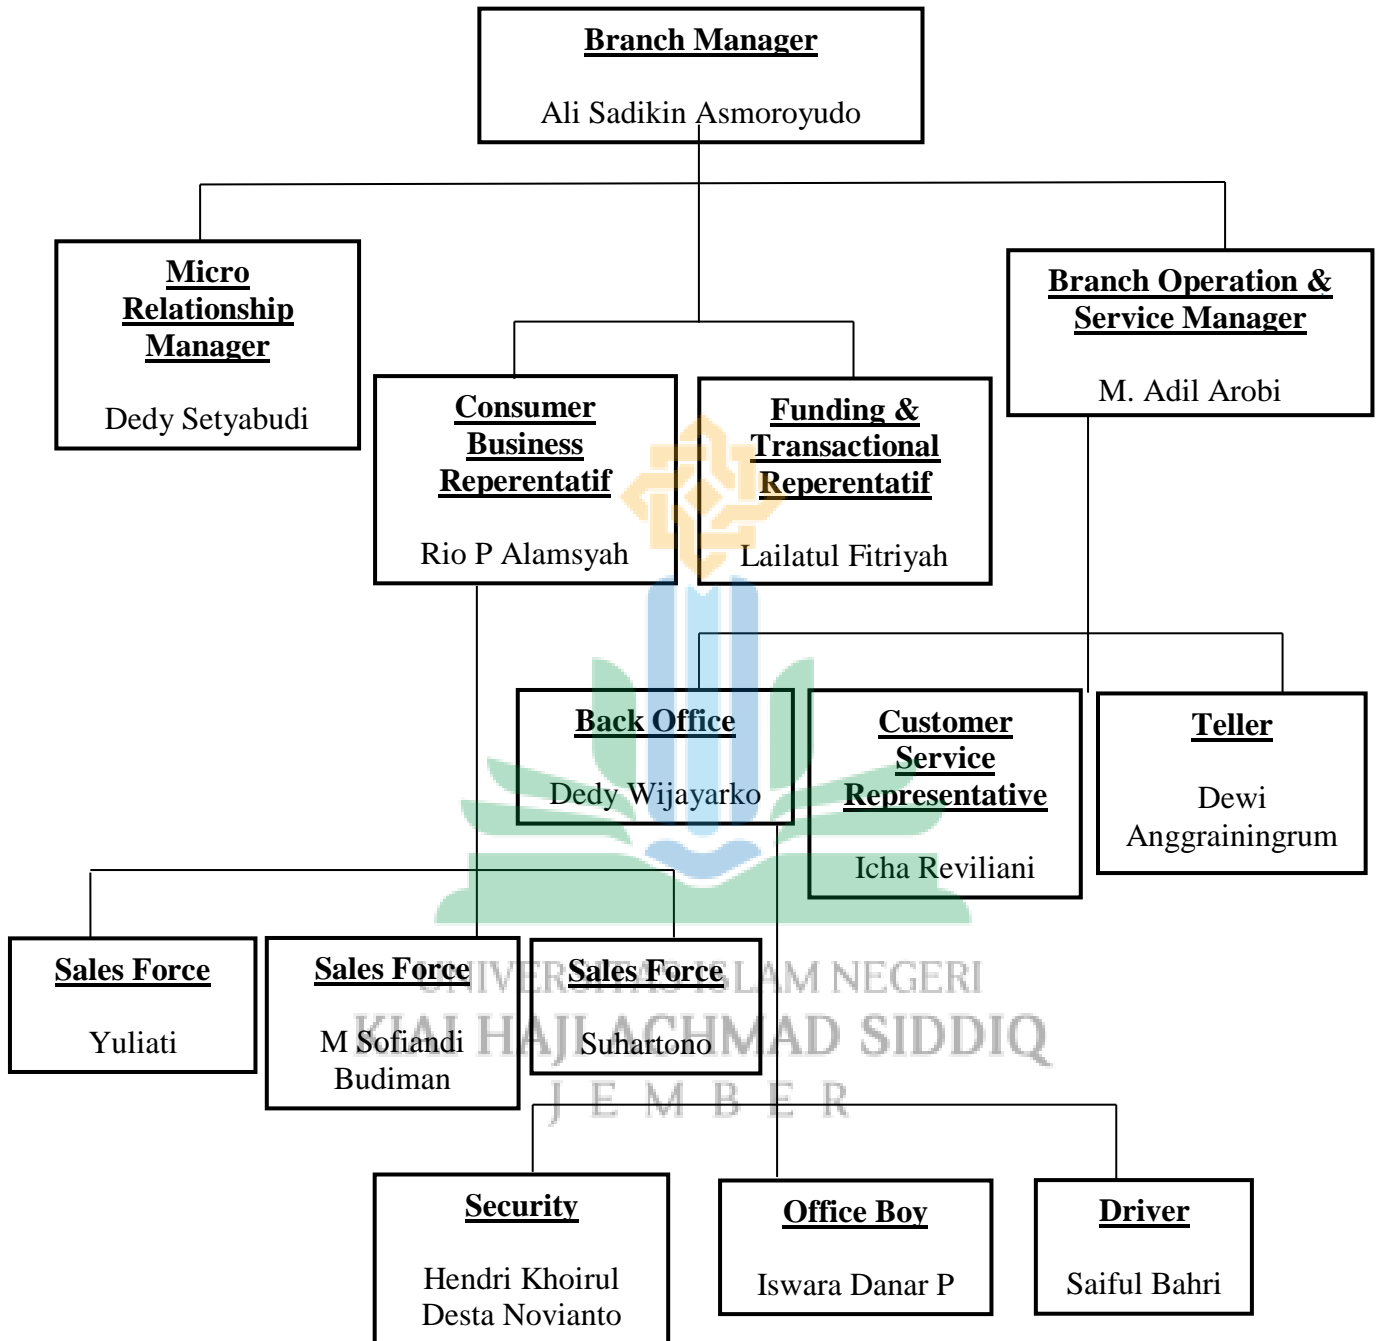 Branch Manager
Ali Sadikin Asmoroyudo
Micro
Relationship
Manager
Dedy Setyabudi
Branch Operation &
Service Manager
M. Adil Arobi
Consumer
Business
Reperentatif
Rio P Alamsyah
Funding &
Transactional
Reperentatif
Lailatul Fitriyah
Back Office
Dedy Wijayarko
Customer
Service
Representative
Icha Reviliani
Teller
Dewi
Anggrainingrum
Sales Force
Yuliati
Sales Force
M Sofiandi
Budiman
Sales Force
Suhartono
UNIVERSITAS ISLAM NEGERI
KIAI HAJI ACHMAD SIDDIQ
JEMBER
Security
Hendri Khoirul
Desta Novianto
Office Boy
Iswara Danar P
Driver
Saiful Bahri